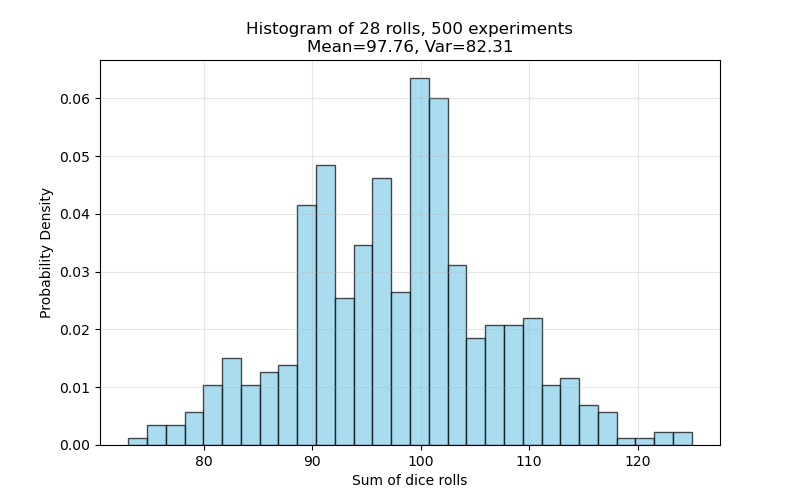 Histogram of 28 rolls, 500 experiments
Mean=97.76, Var=82.31
0.06
0.05
0.04
0.03
0.02
0.01
0.00
Probability Density
80 90 100 110 120
Sum of dice rolls